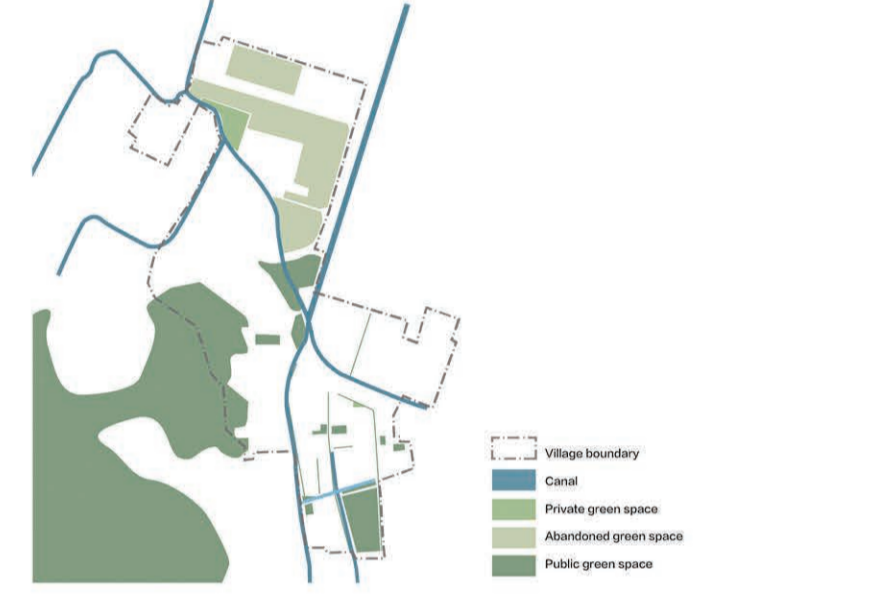 Village boundary
Canal
Private green space
Abandoned green space
Public green space